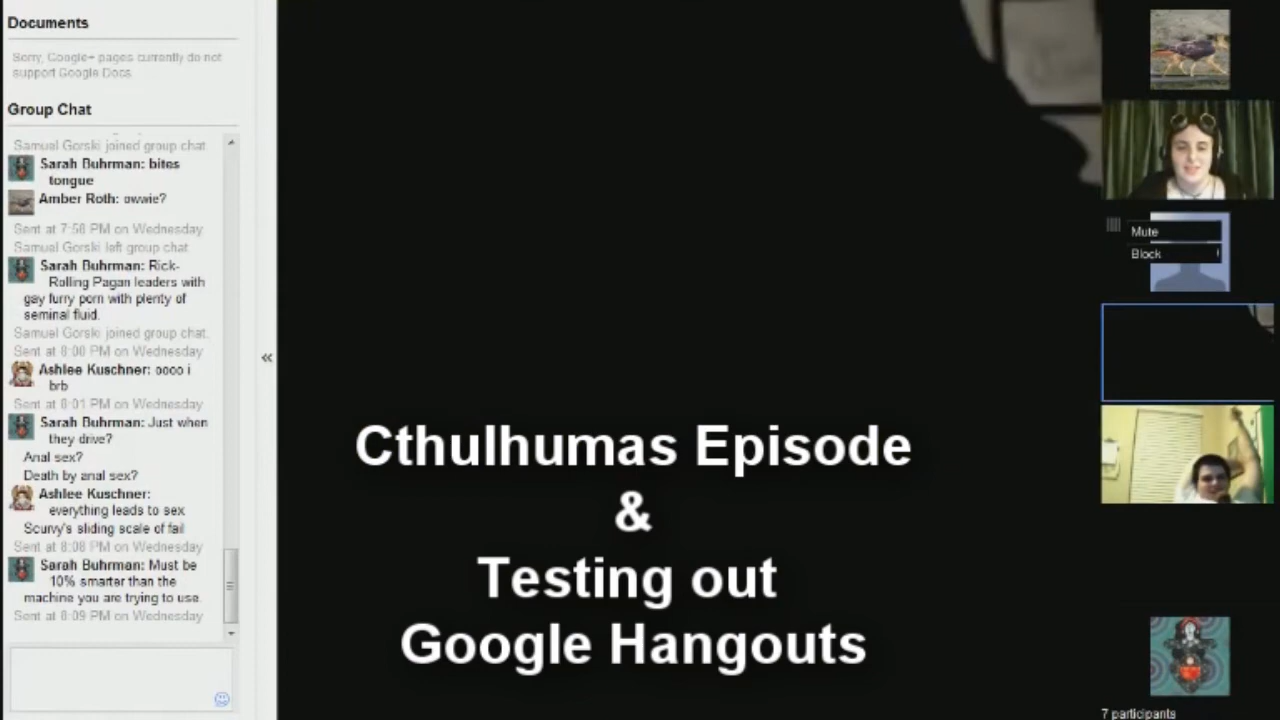 Documents
Sorry, Google+ pages currently do not
support Google Docs.
Group Chat
Samuel Gorski joined group chat
Sarah Buhrman: bites
tongue
Amber Roth: owwie?
Sent at 7:58 PM on Wednesday
Samuel Gorski left group chat
Sarah Buhrman: Rick-
Rolling Pagan leaders with
gay furry porn with plenty of
seminal fluid.
Samuel Gorski joined group chat.
Sent at 8:00 PM on Wednesday
Ashlee Kuschner: oooo i
brb
Sent at 8:01 PM on Wednesday
Sarah Buhrman: Just when
they drive?
Anal sex?
Death by anal sex?
Ashlee Kuschner:
everything leads to sex
Scurvy's sliding scale of fail
Sent at 8:08 PM on Wednesday
Sarah Buhrman: Must be
10% smarter than the
machine you are trying to use.
Sent at 8:09 PM on Wednesday
«
Cthulhumas Episode
&
Testing out
Google Hangouts
Mute
Block
7 participants